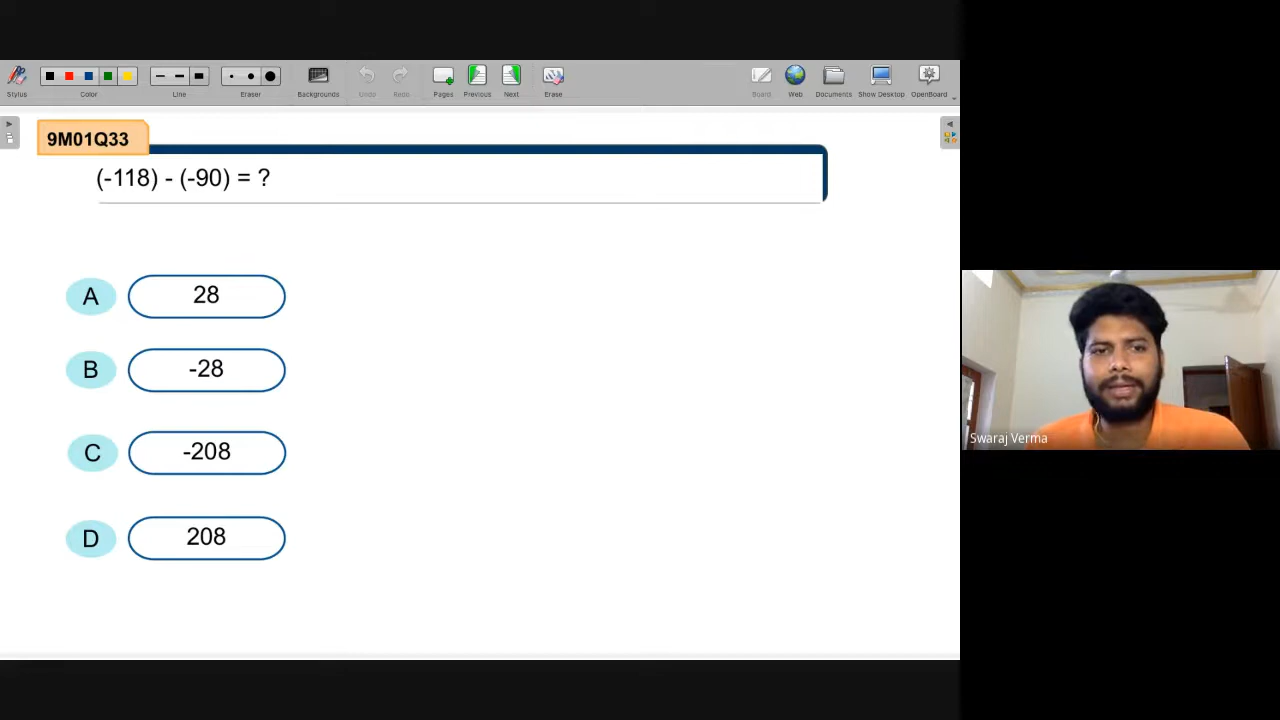 Stylus
Color
Line
Eraser
Backgrounds
Undo
Redo
Pages
Previous
Next
Erase
Board
Web
Documents
Show Desktop
OpenBoard
9M01Q33
(-118) - (-90) = ?
A 28
B -28
C -208
D 208
Swaraj Verma